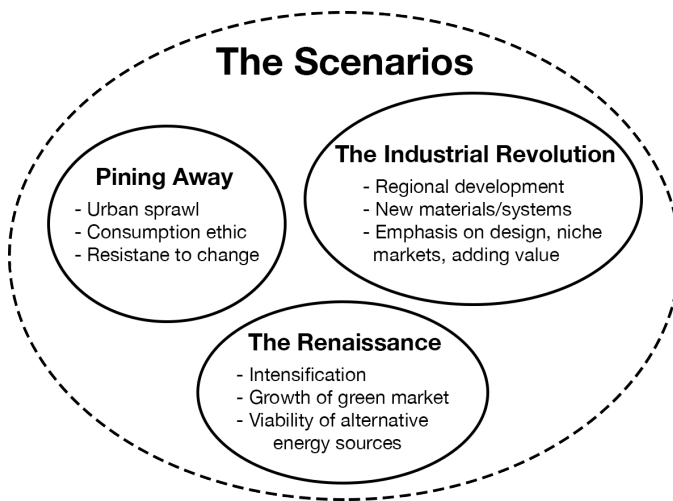 The Scenarios
Pining Away
- Urban sprawl
- Consumption ethic
- Resistane to change
The Industrial Revolution
- Regional development
- New materials/systems
- Emphasis on design, niche
markets, adding value
The Renaissance
- Intensification
- Growth of green market
- Viability of alternative
energy sources